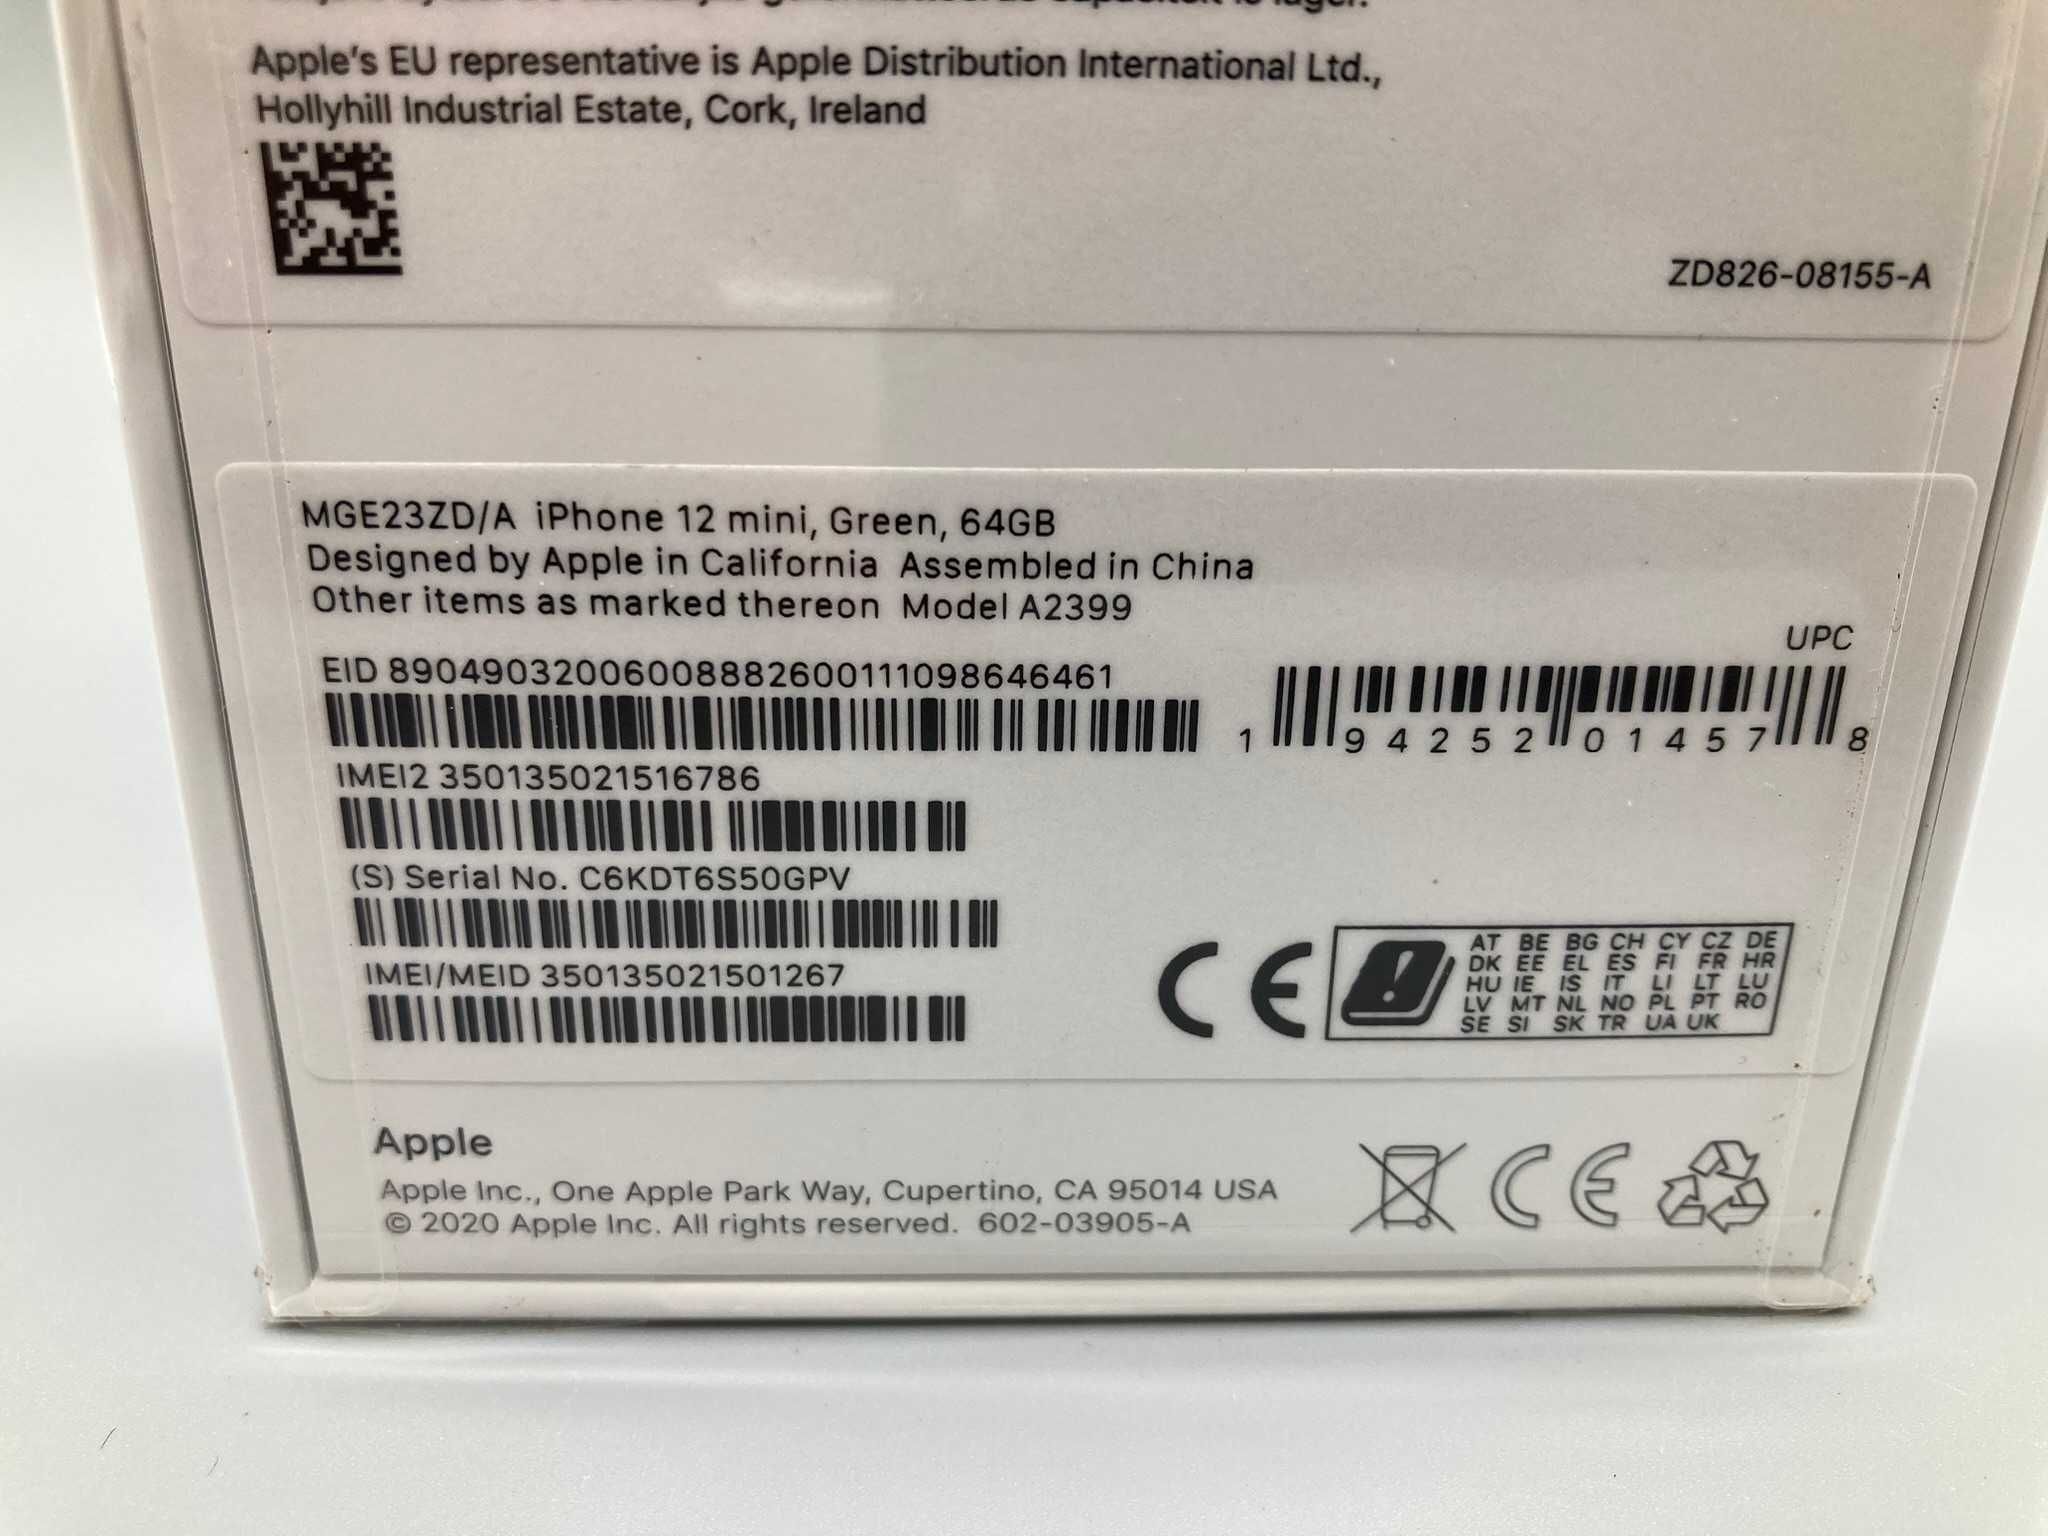 Apple's EU representative is Apple Distribution International Ltd.,
Hollyhill Industrial Estate, Cork, Ireland
ZD826-08155-A
MGE23ZD/A iPhone 12 mini, Green, 64GB
Designed by Apple in California Assembled in China
Other items as marked thereon Model A2399
EID 89049032006008882600111098646461
UPC
1 94252 01457 8
IMEI2 350135021516786
(S) Serial No. C6KDT6S50GPV
IMEI/MEID 350135021501267
CE
AT BE BG CH CY CZ DE
DK EE EL ES FI FR HR
HU IE IS IT LI LT LU
LV MT NL NO PL PT RO
SE SI SK TR UA UK
Apple
Apple Inc., One Apple Park Way, Cupertino, CA 95014 USA
© 2020 Apple Inc. All rights reserved. 602-03905-A
CE